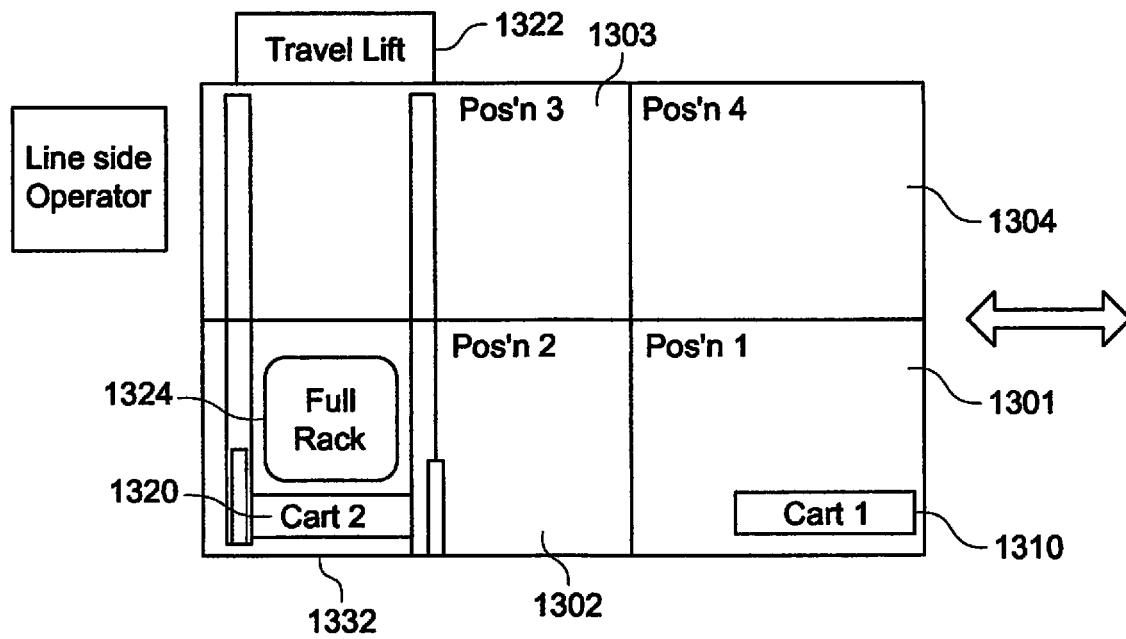 Travel Lift
1322
1303
Pos'n 3
Pos'n 4
Line side
Operator
1304
Pos'n 2
Pos'n 1
1324
Full
Rack
1301
1320
Cart 2
Cart 1
1310
1332
1302